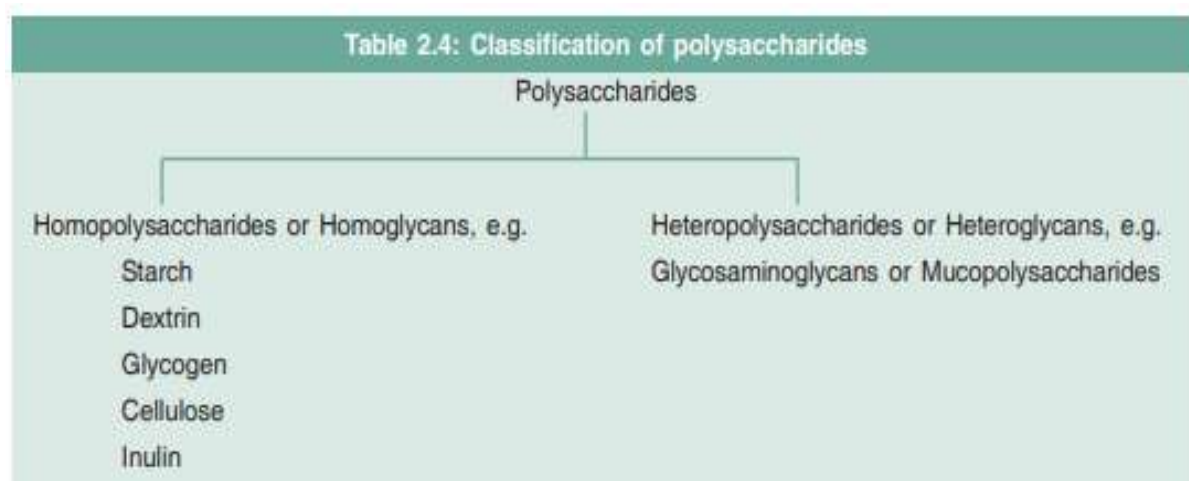 Table 2.4: Classification of polysaccharides
Polysaccharides
Homopolysaccharides or Homoglycans, e.g.
Starch
Dextrin
Glycogen
Cellulose
Inulin
Heteropolysaccharides or Heteroglycans, e.g.
Glycosaminoglycans or Mucopolysaccharides